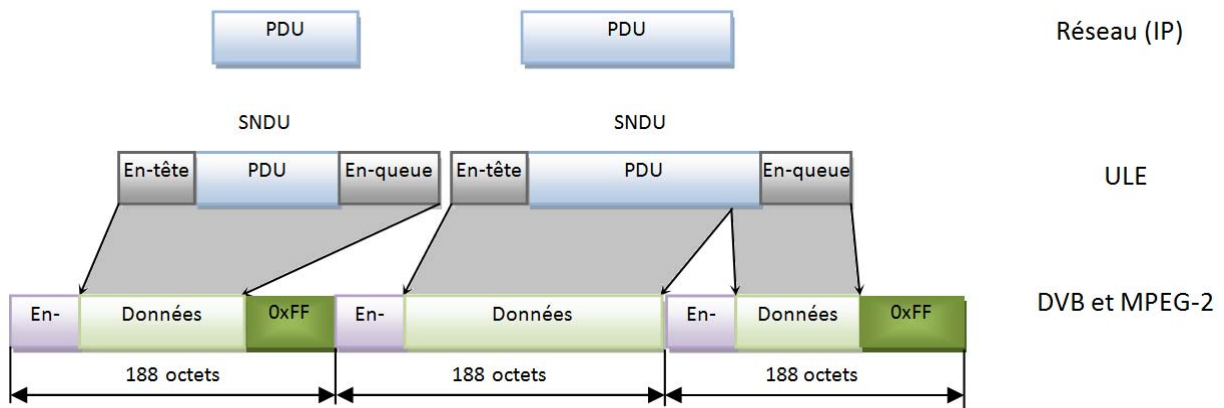 PDU PDU Réseau (IP)
SNDU SNDU
En-tête PDU En-queue En-tête PDU En-queue ULE
En- Données 0xFF En- Données En- Données 0xFF DVB et MPEG-2
188 octets 188 octets 188 octets